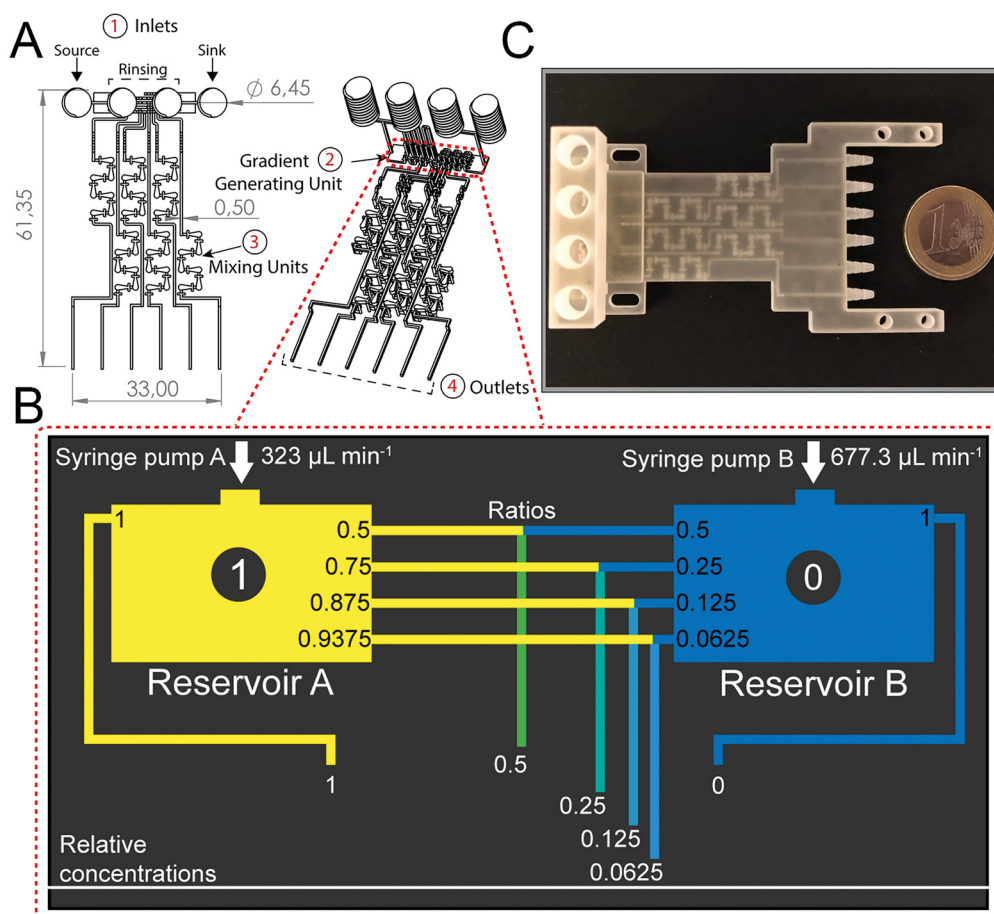 A
1 Inlets
Source
Sink
Rinsing
Ø 6,45
61,35
0,50
3
Mixing Units
33,00
Gradient 2
Generating Unit
4 Outlets
C
1
B
Syringe pump A
323 µL min⁻¹
Syringe pump B
677.3 µL min⁻¹
Ratios
1
0.5
0.5
1
0.75
0.25
1
0
0.875
0.125
0.9375
0.0625
Reservoir A
Reservoir B
0.5
1
0
0.25
0.125
0.0625
Relative
concentrations